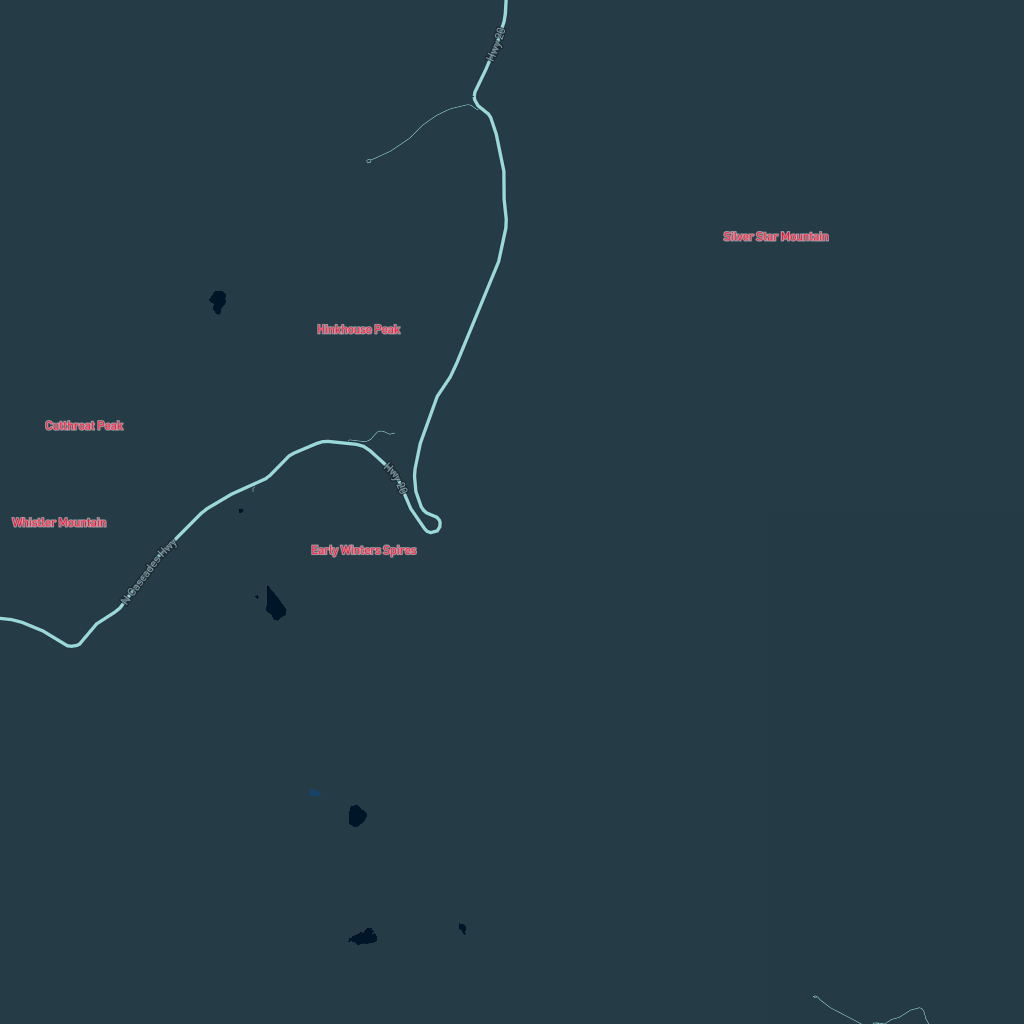 Hwy 20
Silver Star Mountain
Hinkhouse Peak
Cutthroat Peak
Hwy 20
Whistler Mountain
Early Winters Spires
N Cascades Hwy